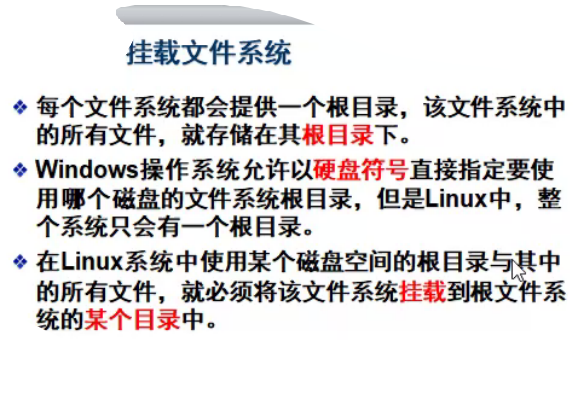 挂载文件系统
❖ 每个文件系统都会提供一个根目录，该文件系统中
的所有文件，就存储在其根目录下。
❖ Windows操作系统允许以硬盘符号直接指定要使
用哪个磁盘的文件系统根目录，但是Linux中，整
个系统只会有一个根目录。
❖ 在Linux系统中使用某个磁盘空间的根目录与其中
的所有文件，就必须将该文件系统挂载到根文件系
统的某个目录中。